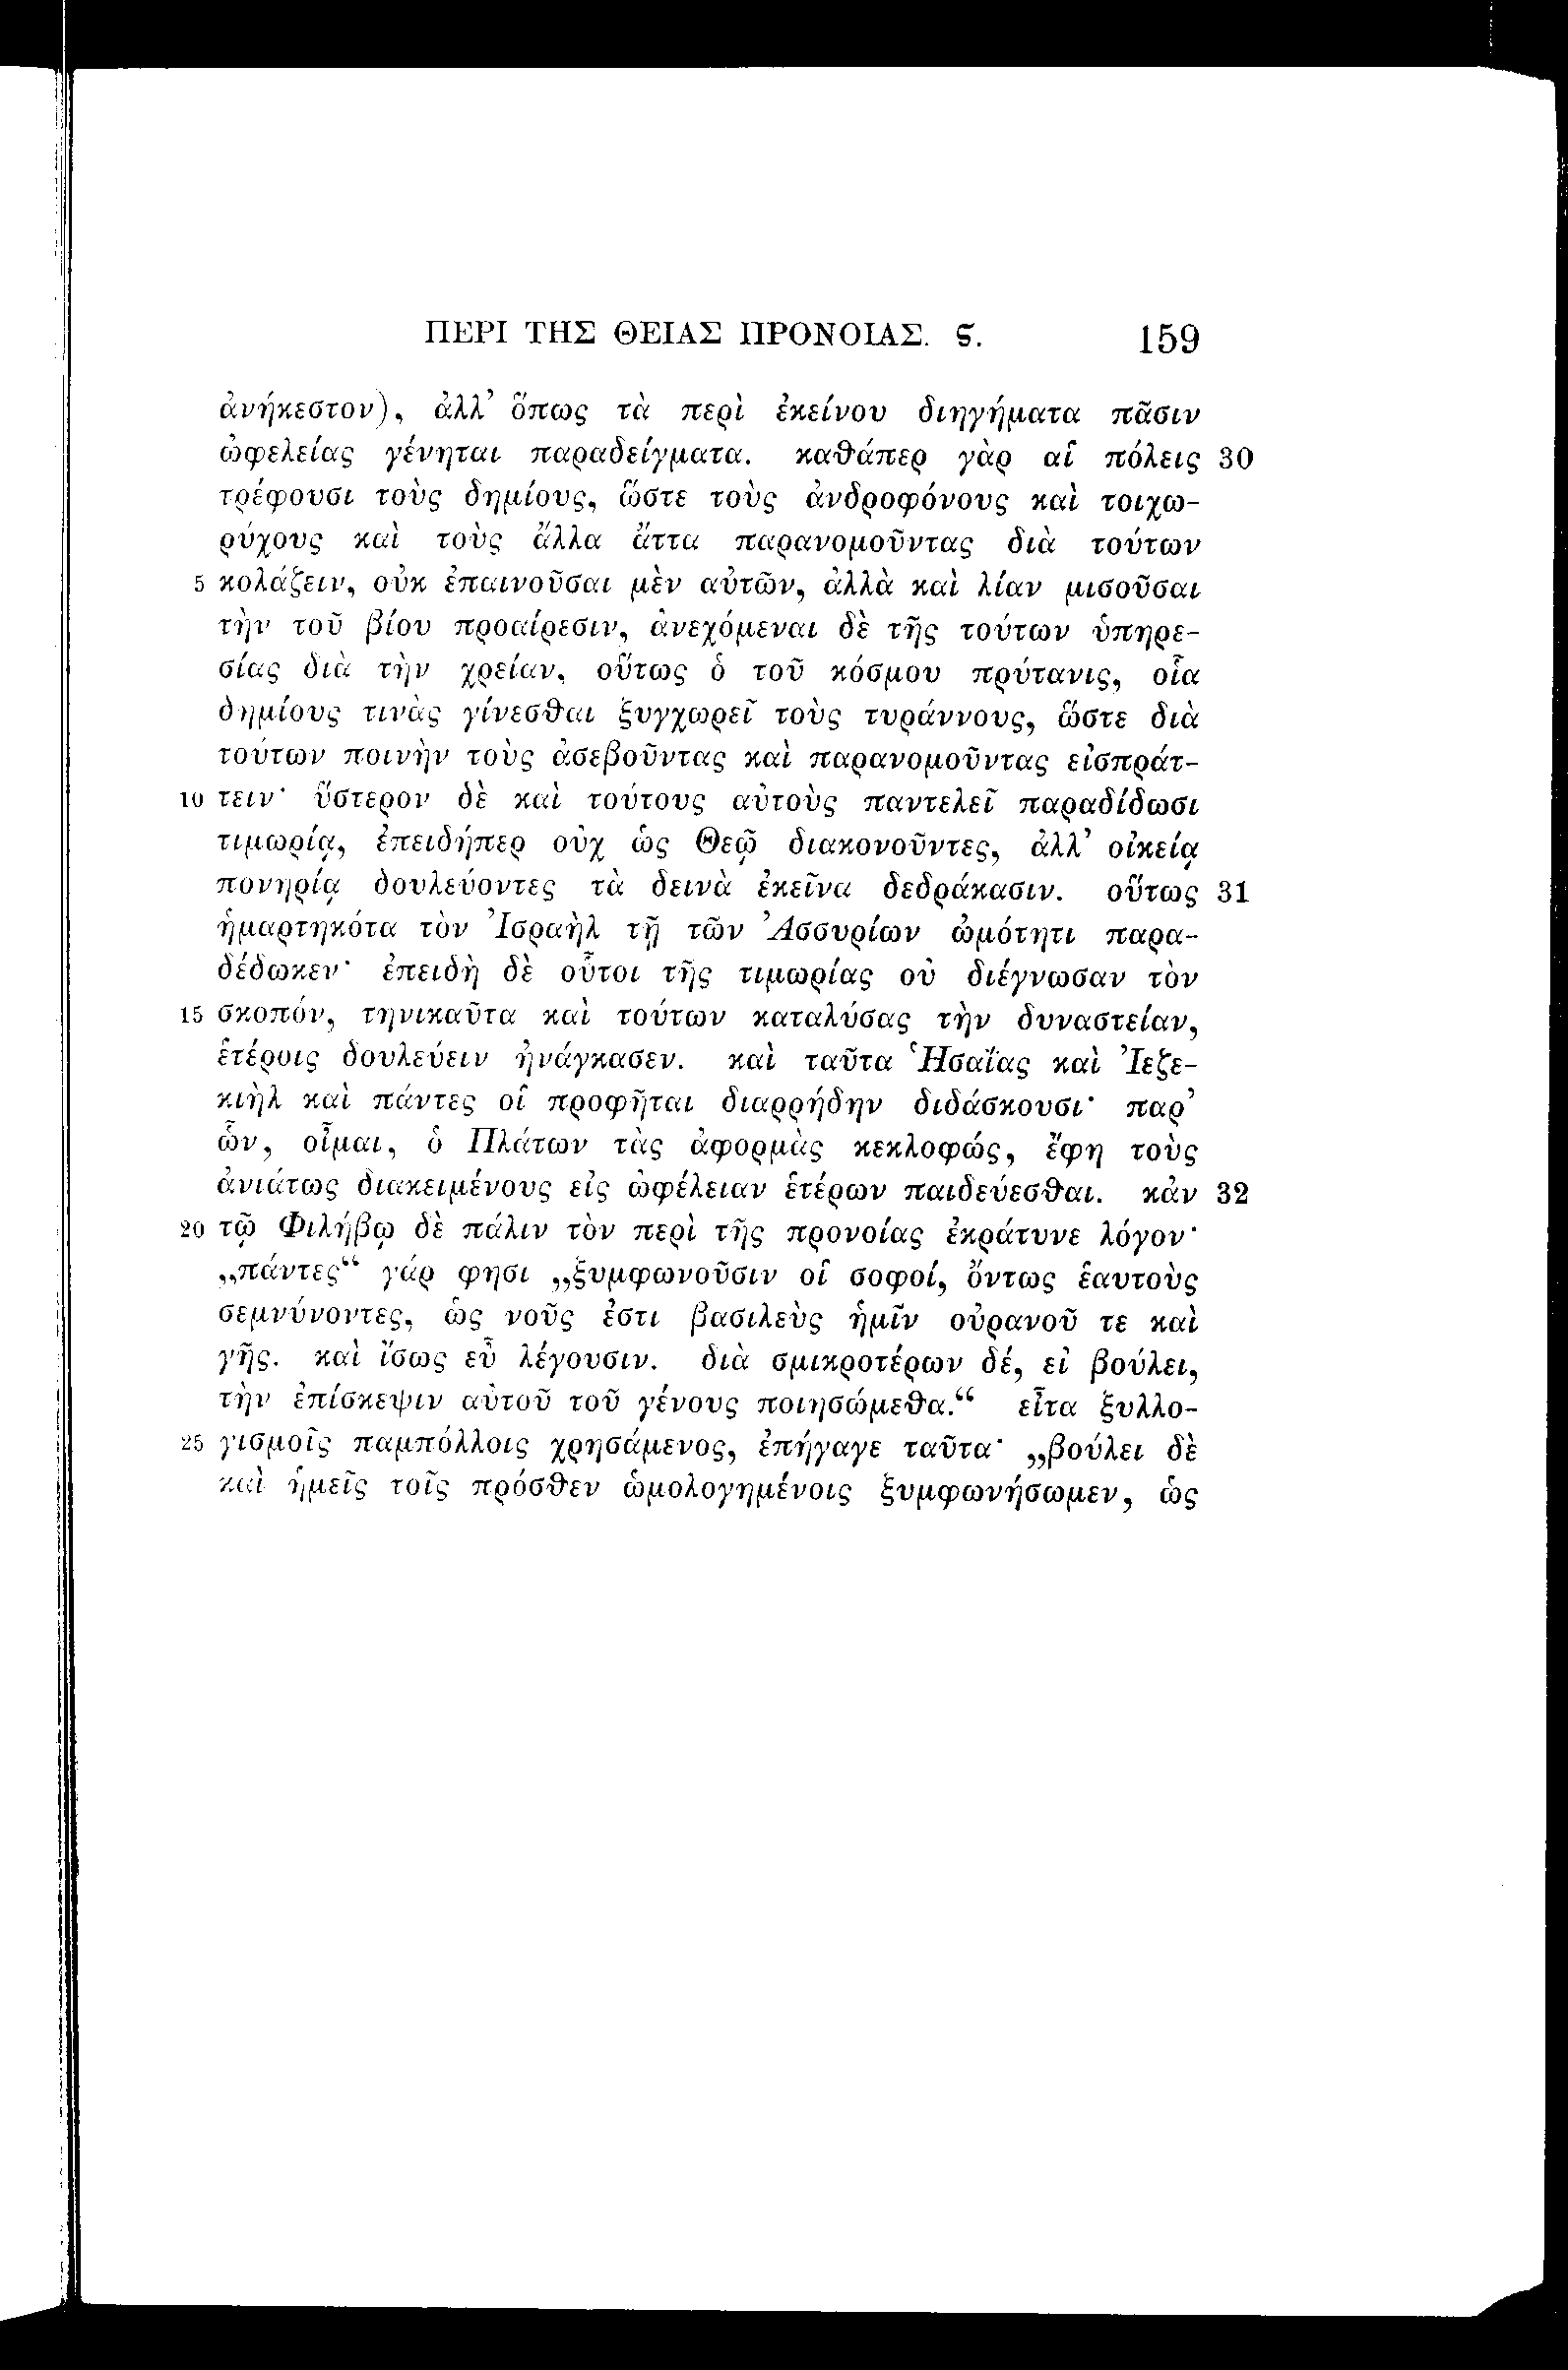 ΠΕΡΙ ΤΗΣ ΘΕΙΑΣ ΠΡΟΝΟΙΑΣ. ϛ. 159
ἀνήκεστον), ἀλλ’ ὅπως τὰ περὶ ἐκείνου διηγήματα πᾶσιν
ὠφελείας γένηται παραδείγματα. καθάπερ γὰρ αἱ πόλεις 30
τρέφουσι τοὺς δημίους, ὥστε τοὺς ἀνδροφόνους καὶ τοιχω-
ρύχους καὶ τοὺς ἄλλα ἄττα παρανομοῦντας διὰ τούτων
5 κολάζειν, οὐκ ἐπαινοῦσαι μὲν αὐτῶν, ἀλλὰ καὶ λίαν μισοῦσαι
τὴν τοῦ βίου προαίρεσιν, ἀνεχόμεναι δὲ τῆς τούτων ὑπηρε-
σίας διὰ τὴν χρείαν, οὕτως ὁ τοῦ κόσμου πρύτανις, οἷα
δημίους τινὰς γίνεσθαι ξυγχωρεῖ τοὺς τυράννους, ὥστε διὰ
τούτων ποινὴν τοὺς ἀσεβοῦντας καὶ παρανομοῦντας εἰσπράτ-
10 τειν· ὕστερον δὲ καὶ τούτους αὐτοὺς παντελεῖ παραδίδωσι
τιμωρίᾳ, ἐπειδήπερ οὐχ ὡς Θεῷ διακονοῦντες, ἀλλ’ οἰκείᾳ
πονηρίᾳ δουλεύοντες τὰ δεινὰ ἐκεῖνα δεδράκασιν. οὕτως 31
ἡμαρτηκότα τὸν Ἰσραὴλ τῇ τῶν Ἀσσυρίων ὠμότητι παρα-
δέδωκεν· ἐπειδὴ δὲ οὗτοι τῆς τιμωρίας οὐ διέγνωσαν τὸν
15 σκοπόν, τηνικαῦτα καὶ τούτων καταλύσας τὴν δυναστείαν,
ἑτέροις δουλεύειν ἠνάγκασεν. καὶ ταῦτα Ἡσαΐας καὶ Ἰεζε-
κιὴλ καὶ πάντες οἱ προφῆται διαρρήδην διδάσκουσι· παρ’
ὧν, οἶμαι, ὁ Πλάτων τὰς ἀφορμὰς κεκλοφώς, ἔφη τοὺς
ἀνιάτως διακειμένους εἰς ὠφέλειαν ἑτέρων παιδεύεσθαι. κἀν 32
20 τῷ Φιλήβῳ δὲ πάλιν τὸν περὶ τῆς προνοίας ἐκράτυνε λόγον·
„πάντες“ γάρ φησι „ξυμφωνοῦσιν οἱ σοφοί, ὄντως ἑαυτοὺς
σεμνύνοντες, ὡς νοῦς ἐστι βασιλεὺς ἡμῖν οὐρανοῦ τε καὶ
γῆς. καὶ ἴσως εὖ λέγουσιν. διὰ σμικροτέρων δέ, εἰ βούλει,
τὴν ἐπίσκεψιν αὐτοῦ τοῦ γένους ποιησώμεθα.“ εἶτα ξυλλο-
25 γισμοῖς παμπόλλοις χρησάμενος, ἐπήγαγε ταῦτα· „βούλει δὲ
καὶ ἡμεῖς τοῖς πρόσθεν ὡμολογημένοις ξυμφωνήσωμεν, ὡς